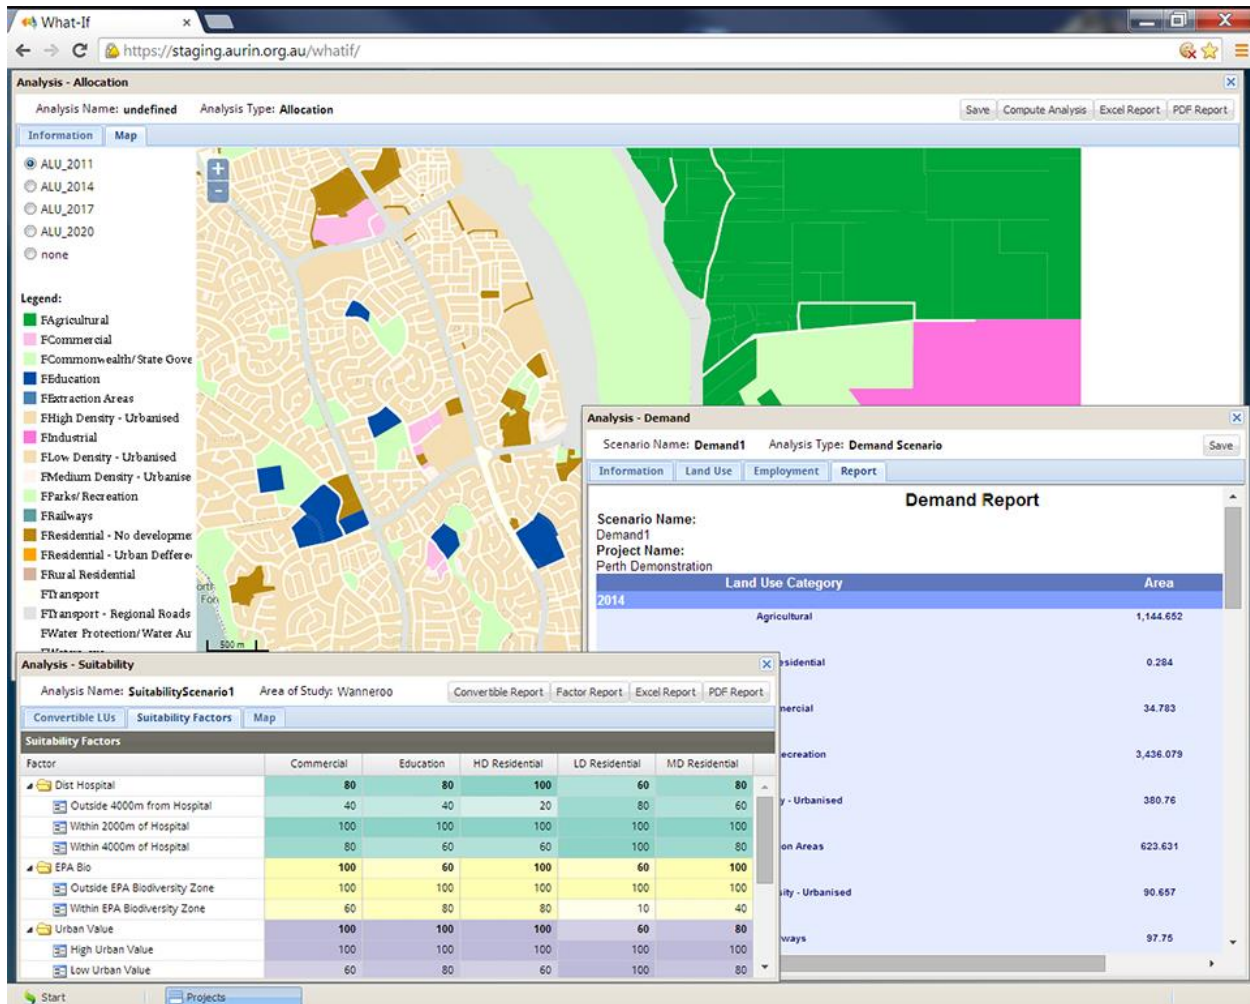 What-If
https://staging.aurin.org.au/whatif/
Analysis - Allocation
Analysis Name: undefined Analysis Type: Allocation
Save Compute Analysis Excel Report PDF Report
Information Map
ALU_2011
ALU_2014
ALU_2017
ALU_2020
none
Legend:
FAgricultural
FCommercial
FCommonwealth/State Gove
FEducation
FExtraction Areas
FHigh Density - Urbanised
FIndustrial
FLow Density - Urbanised
FMedium Density - Urbanise
FParks/Recreation
FRailways
FResidential - No developme
FResidential - Urban Deffere
FRural Residential
FTransport
FTransport - Regional Roads
FWater Protection/Water Au
500 m
Analysis - Demand
Scenario Name: Demand1 Analysis Type: Demand Scenario
Save
Information Land Use Employment Report
Demand Report
Scenario Name:
Demand1
Project Name:
Perth Demonstration
Land Use Category Area
2014
Agricultural 1,144.652
esidential 0.284
mercial 34.783
ecreation 3,436.079
y - Urbanised 380.76
on Areas 623.631
ity - Urbanised 90.657
ways 97.75
Analysis - Suitability
Analysis Name: SuitabilityScenario1 Area of Study: Wanneroo
Convertible Report Factor Report Excel Report PDF Report
Convertible LUs Suitability Factors Map
Suitability Factors
Factor Commercial Education HD Residential LD Residential MD Residential
Dist Hospital 80 80 100 60 80
Outside 4000m from Hospital 40 40 20 80 60
Within 2000m of Hospital 100 100 100 100 100
Within 4000m of Hospital 80 60 60 100 80
EPA Bio 100 60 100 60 100
Outside EPA Biodiversity Zone 100 100 100 100 100
Within EPA Biodiversity Zone 60 80 80 10 40
Urban Value 100 100 100 60 80
High Urban Value 100 100 100 100 100
Low Urban Value 60 80 60 100 80
Start Projects